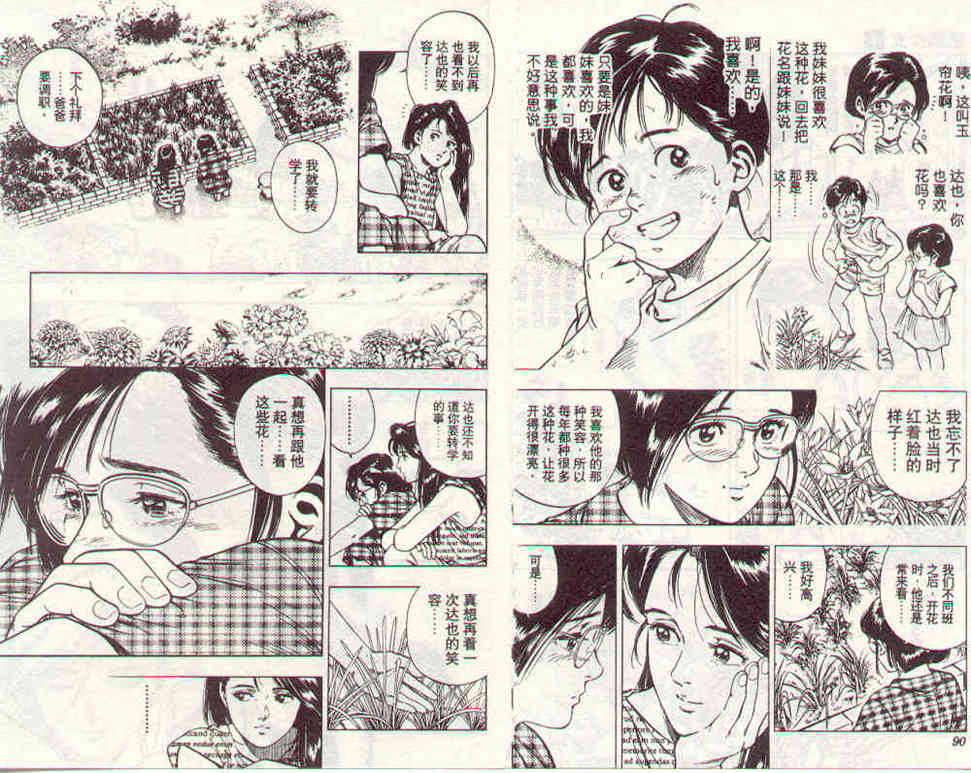 咦，这叫玉
帘花啊！
我妹妹很喜欢
这种花，回去把
花名跟妹妹说！
啊！是的，
我喜欢……
只要是妹
妹喜欢的，我
都喜欢，可
是这种事我
不好意思说。
达也，你
也喜欢
花吗？
我……
那是……
这个……
我忘不了
达也当时
红着脸的
样子……
我喜欢他的那
种笑容，所以
每年都种很多
这种花，让花
开得很漂亮。
我们不同班
之后，开花
时，他还是
常来看……
我好高
兴……
可是……
90
我以后再
也看不到
达也的笑
容了……
下个礼拜
……爸爸
要调职。
我就要转
学了……
达也还不知
道你要转学
的事……
…………
真想再跟他
一起……看
这些花……
真想再看一
次达也的笑
容……
…………